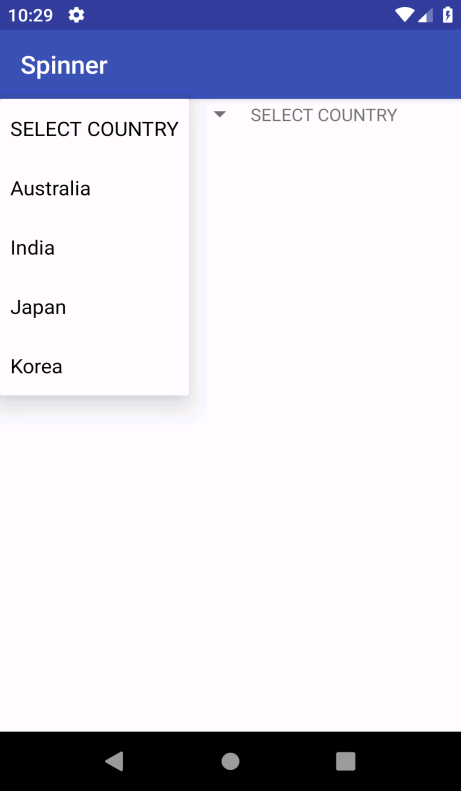 10:29
Spinner
SELECT COUNTRY
SELECT COUNTRY
Australia
India
Japan
Korea